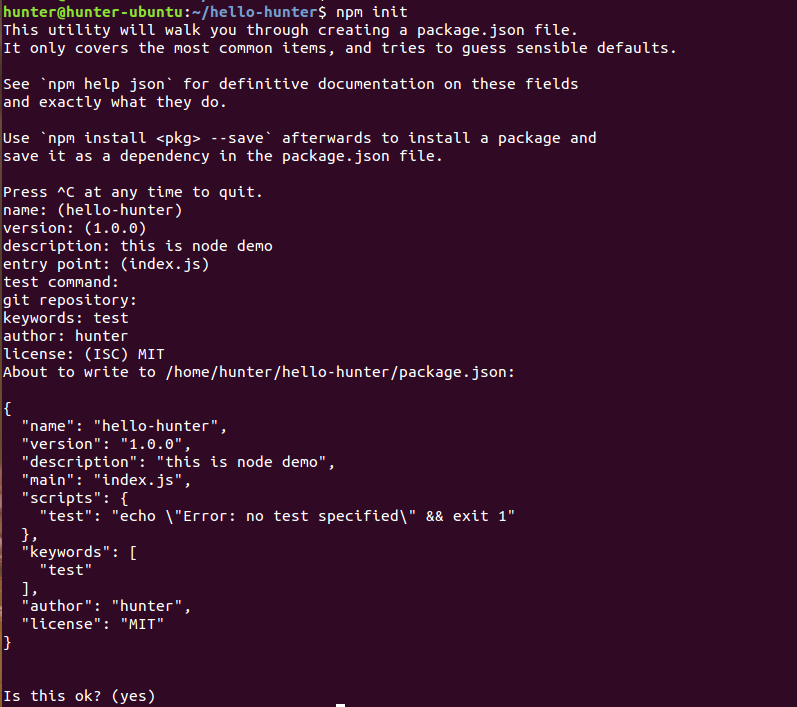 hunter@hunter-ubuntu:~/hello-hunter$ npm init
This utility will walk you through creating a package.json file.
It only covers the most common items, and tries to guess sensible defaults.

See `npm help json` for definitive documentation on these fields
and exactly what they do.

Use `npm install <pkg> --save` afterwards to install a package and
save it as a dependency in the package.json file.

Press ^C at any time to quit.
name: (hello-hunter)
version: (1.0.0)
description: this is node demo
entry point: (index.js)
test command:
git repository:
keywords: test
author: hunter
license: (ISC) MIT
About to write to /home/hunter/hello-hunter/package.json:

{
  "name": "hello-hunter",
  "version": "1.0.0",
  "description": "this is node demo",
  "main": "index.js",
  "scripts": {
    "test": "echo \"Error: no test specified\" && exit 1"
  },
  "keywords": [
    "test"
  ],
  "author": "hunter",
  "license": "MIT"
}

Is this ok? (yes)